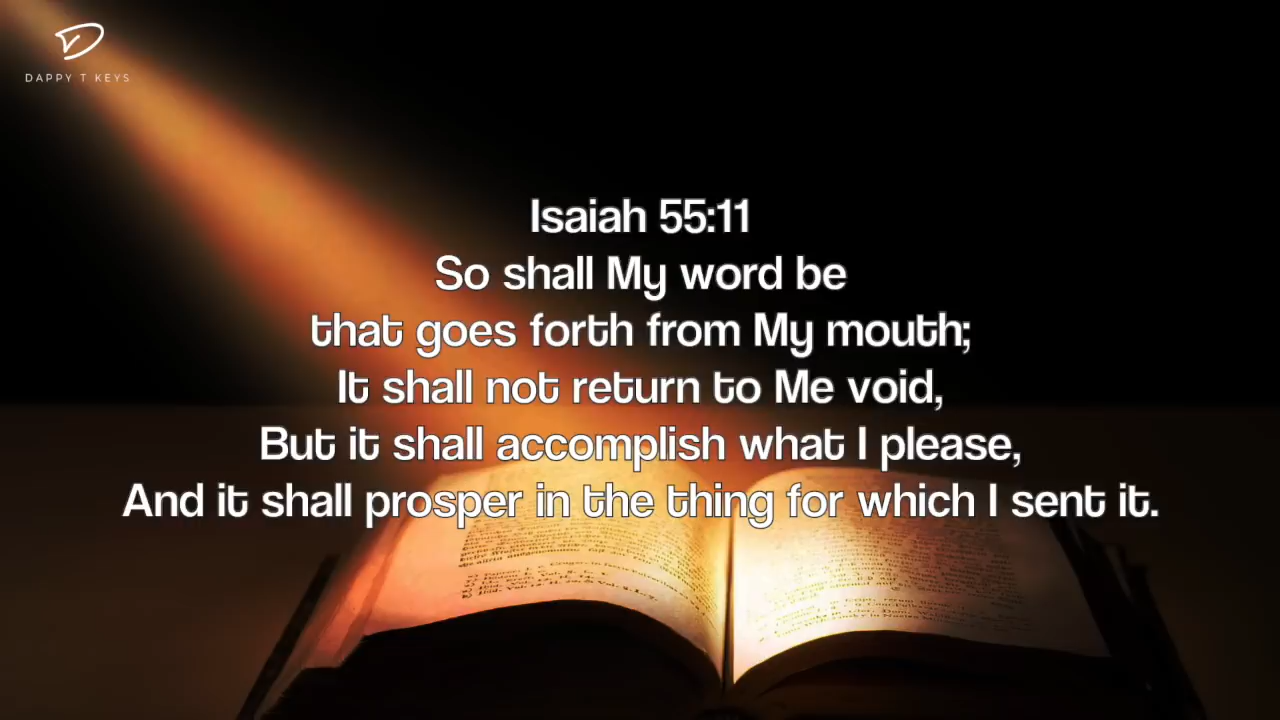 DAPPY T KEYS
Isaiah 55:11
So shall My word be
that goes forth from My mouth;
It shall not return to Me void,
But it shall accomplish what I please,
And it shall prosper in the thing for which I sent it.